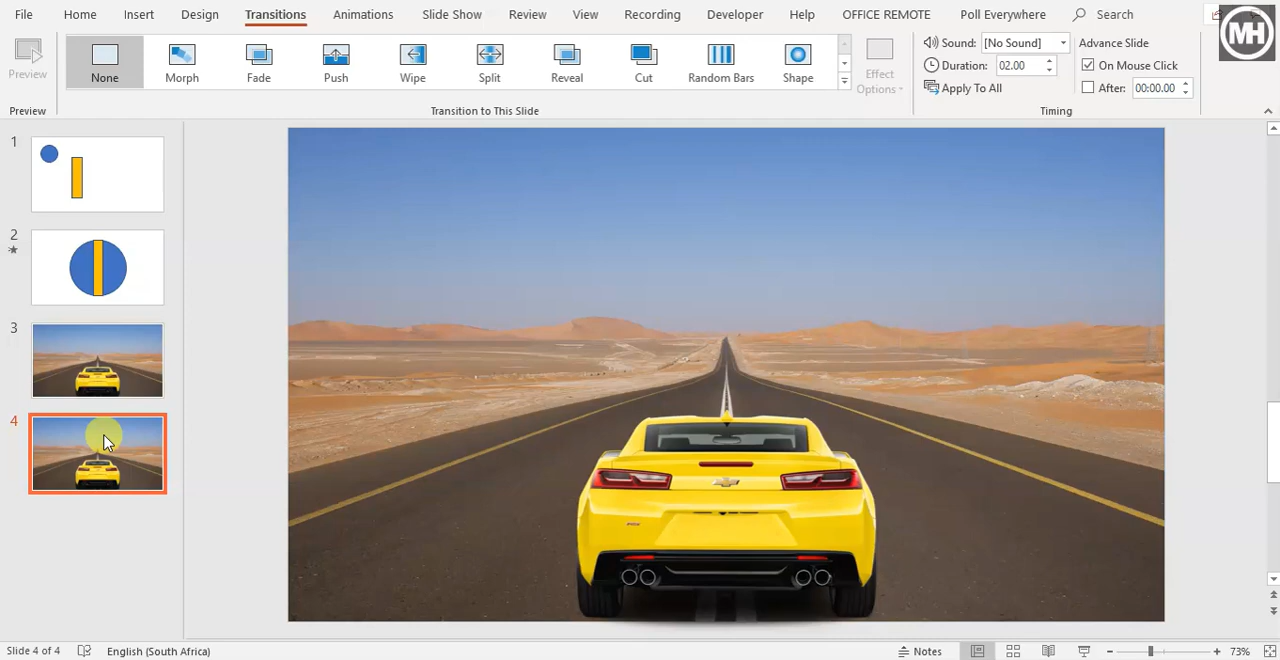 File Home Insert Design Transitions Animations Slide Show Review View Recording Developer Help OFFICE REMOTE Poll Everywhere Search
MH
Preview
None Morph Fade Push Wipe Split Reveal Cut Random Bars Shape
Effect
Options
Sound: [No Sound]
Duration: 02.00
Apply To All
Advance Slide
On Mouse Click
After: 00:00.00
Preview Transition to This Slide Timing
1
2
3
4
Slide 4 of 4 English (South Africa) Notes 73%